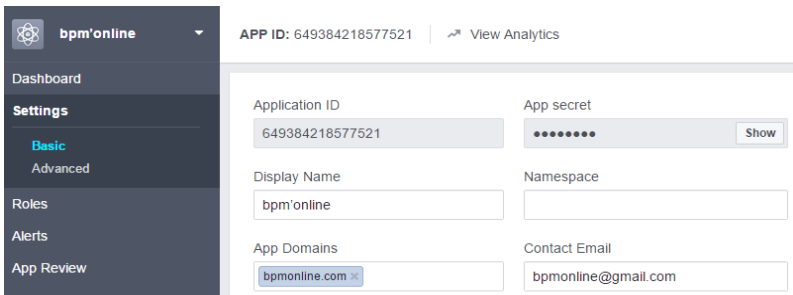 bpm'online
APP ID: 649384218577521 View Analytics
Dashboard
Settings
Basic
Advanced
Roles
Alerts
App Review
Application ID
649384218577521
App secret
●●●●●●●● Show
Display Name
bpm'online
Namespace
App Domains
bpmonline.com ×
Contact Email
bpmonline@gmail.com